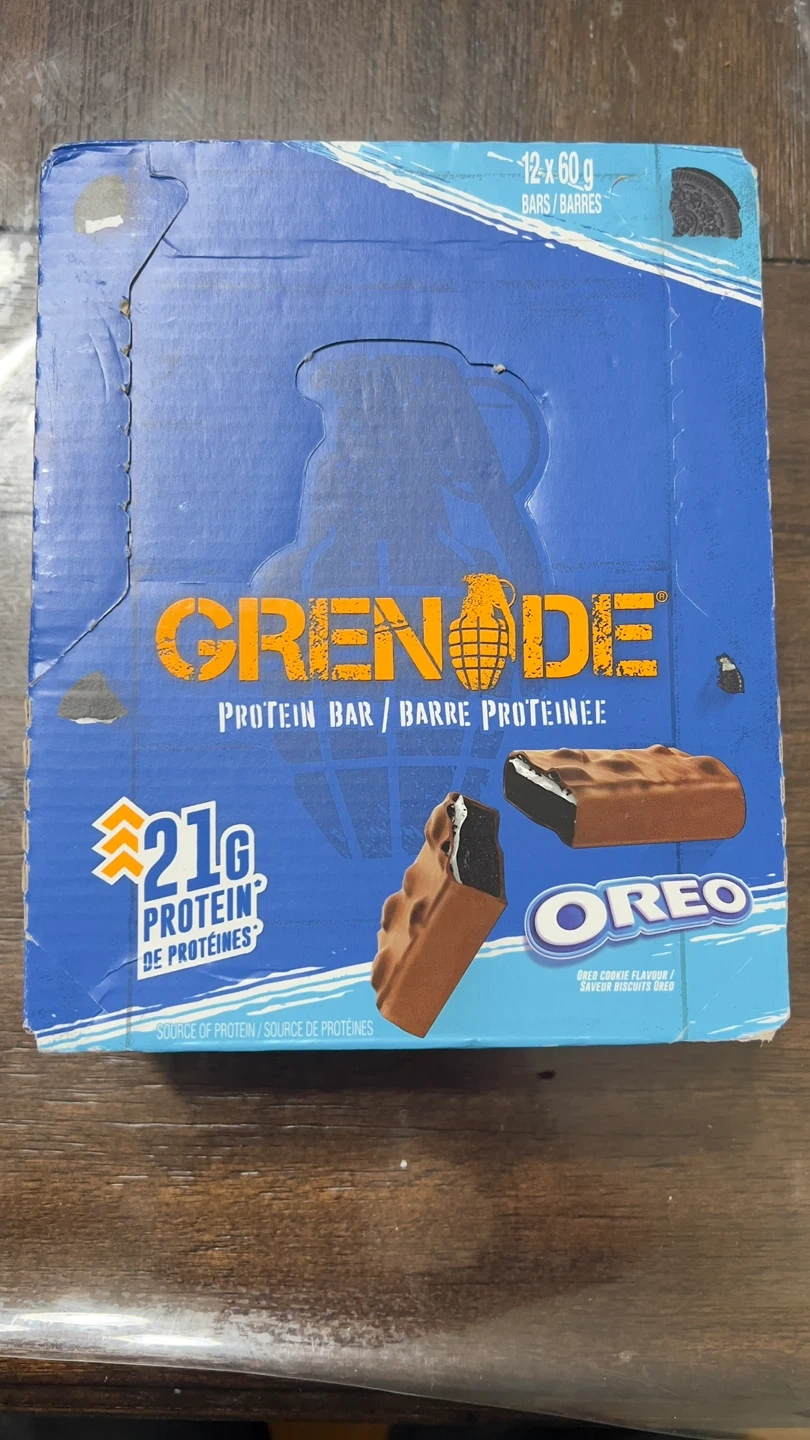 12 x 60 g
BARS / BARRES
GRENADE®
PROTEIN BAR / BARRE PROTÉINÉE
21G
PROTEIN*
DE PROTÉINES*
OREO
OREO COOKIE FLAVOUR /
SAVEUR BISCUITS OREO
SOURCE OF PROTEIN / SOURCE DE PROTÉINES